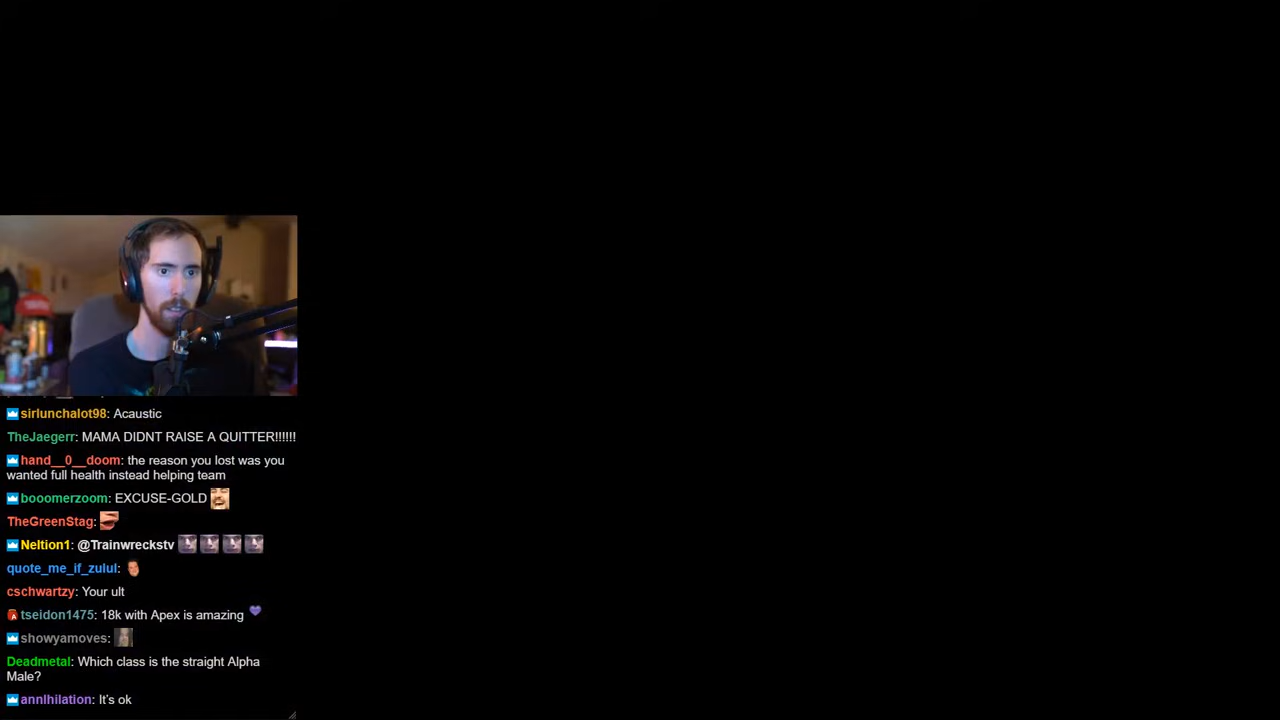 sirlunchalot98: Acaustic
TheJaegerr: MAMA DIDNT RAISE A QUITTER!!!!!!
hand__0__doom: the reason you lost was you
wanted full health instead helping team
booomerzoom: EXCUSE-GOLD
TheGreenStag:
Neltion1: @Trainwreckstv
quote_me_if_zulul:
cschwartzy: Your ult
tseidon1475: 18k with Apex is amazing
showyamoves:
Deadmetal: Which class is the straight Alpha
Male?
annlhilation: It's ok